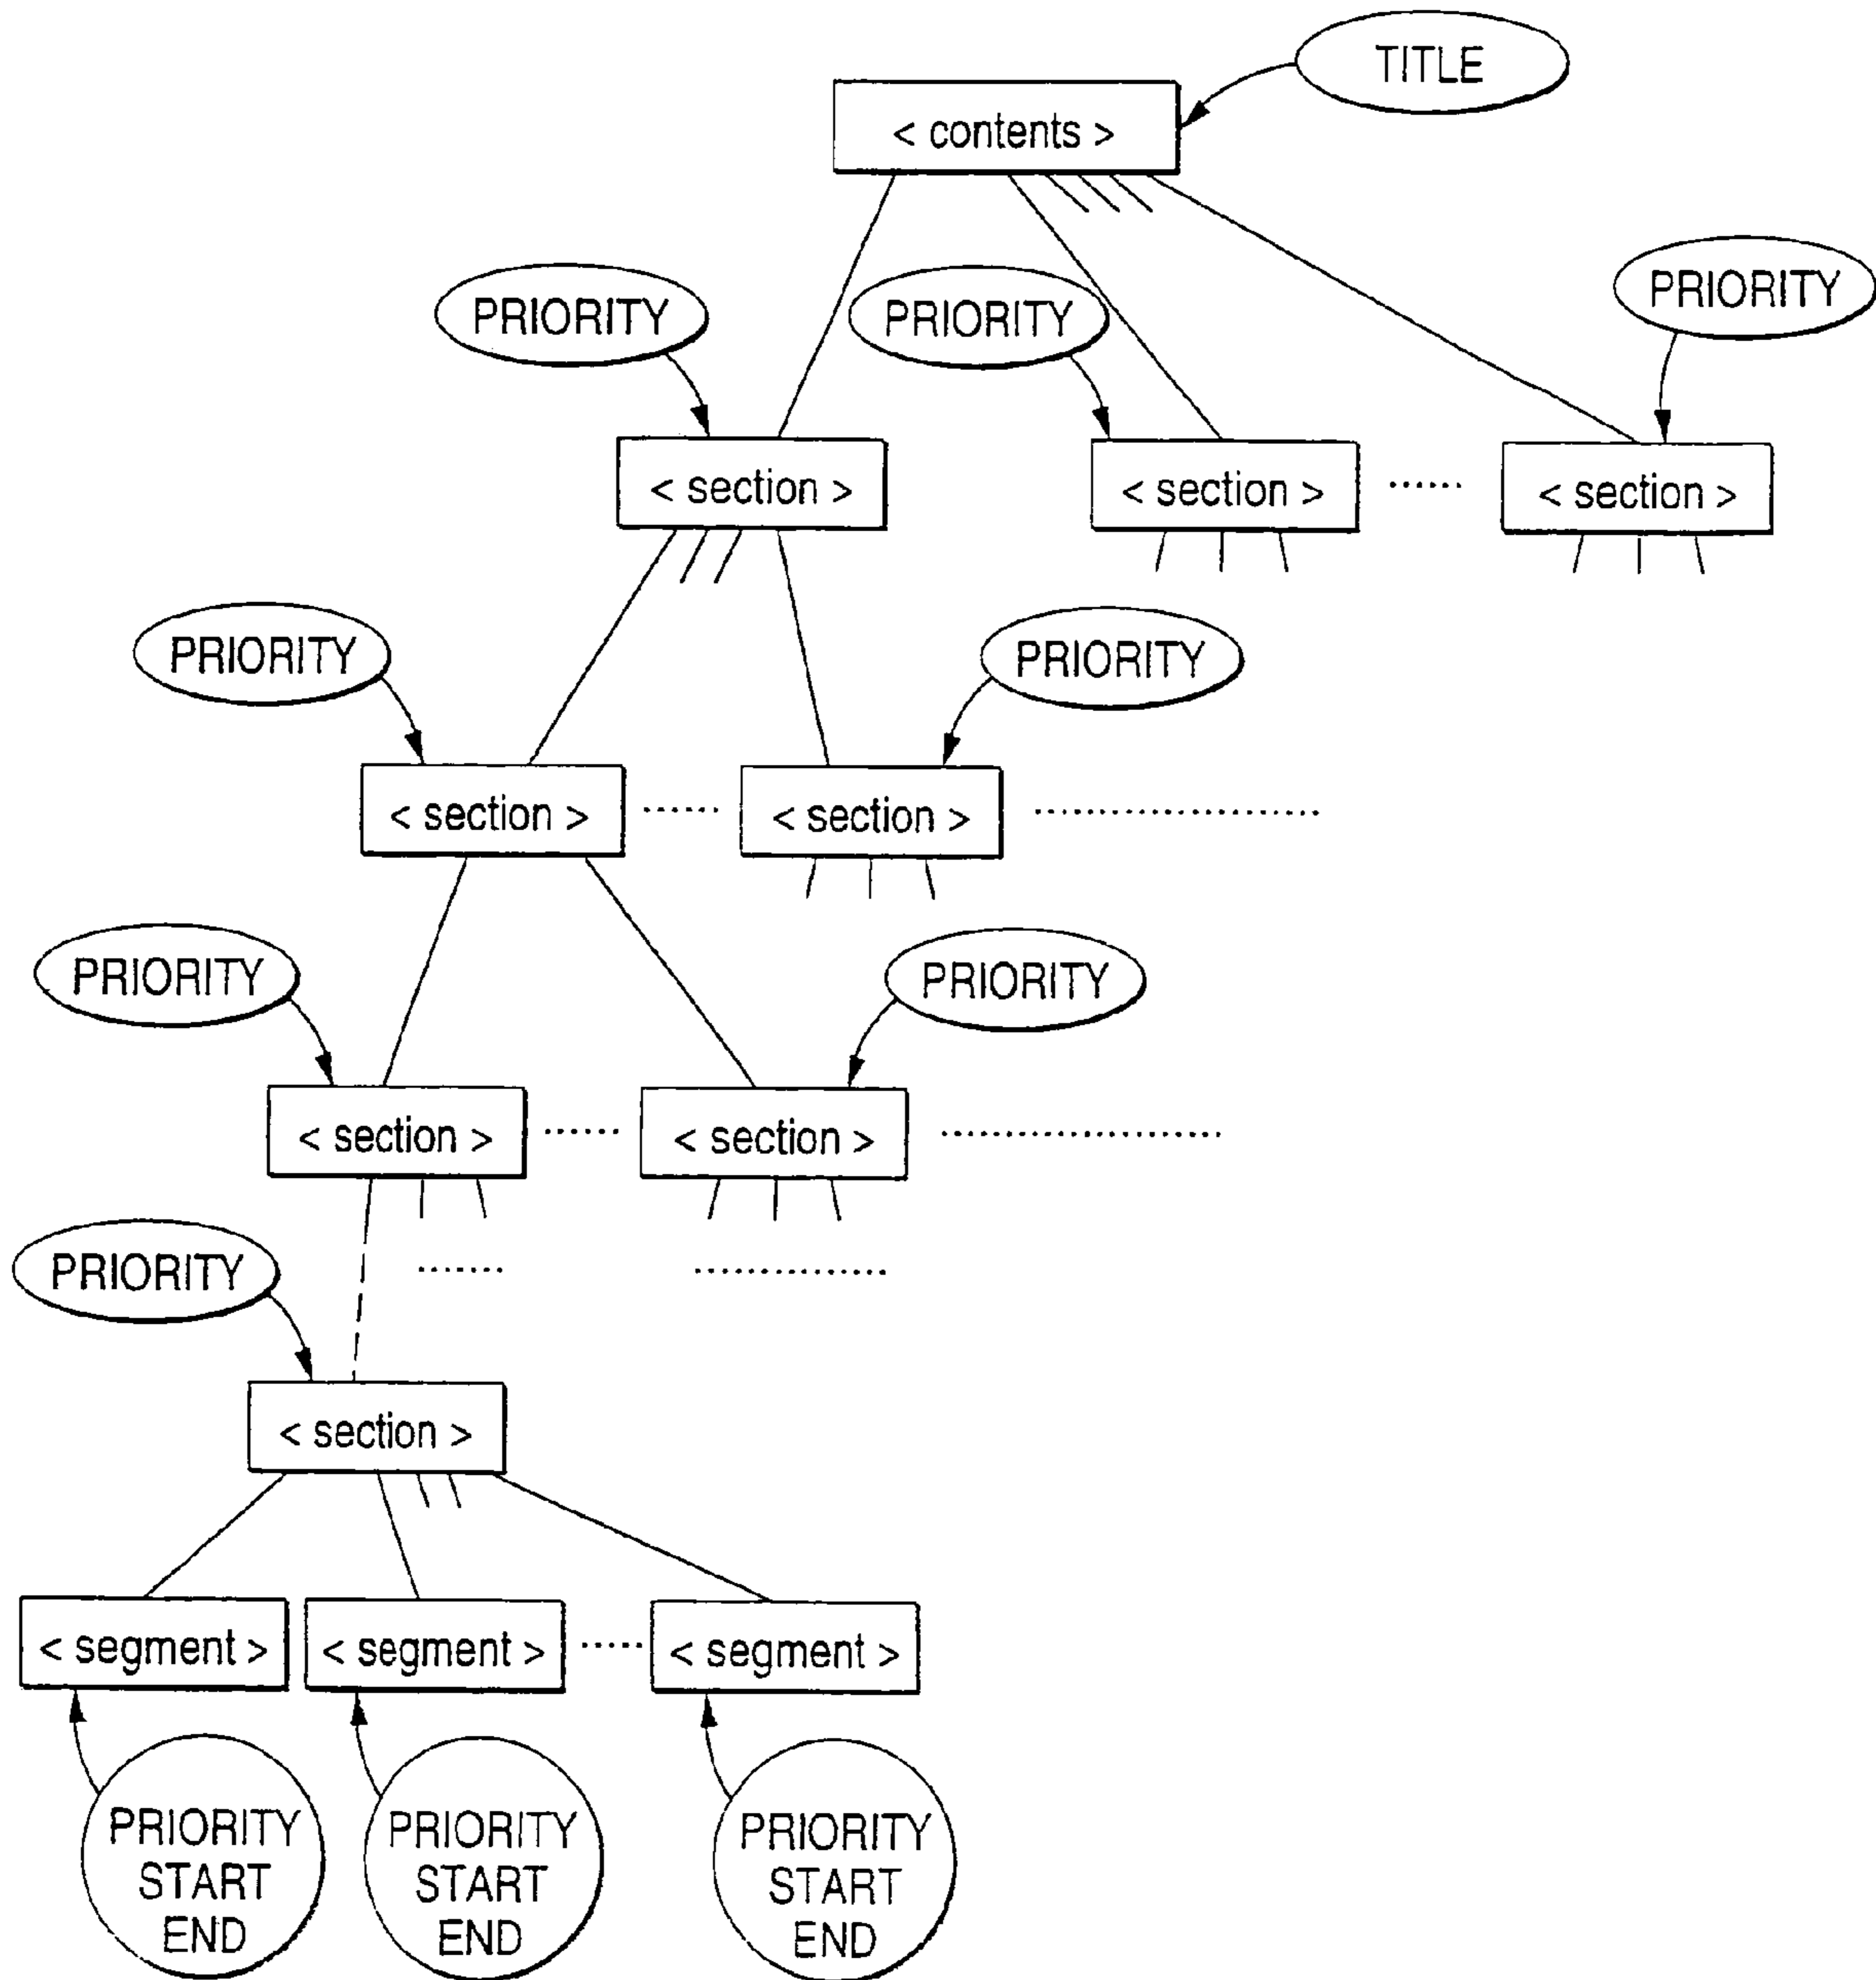 TITLE
< contents >
PRIORITY
PRIORITY
PRIORITY
< section >
< section >
< section >
PRIORITY
PRIORITY
< section >
< section >
PRIORITY
PRIORITY
< section >
< section >
PRIORITY
< section >
< segment >
< segment >
< segment >
PRIORITY
START
END
PRIORITY
START
END
PRIORITY
START
END